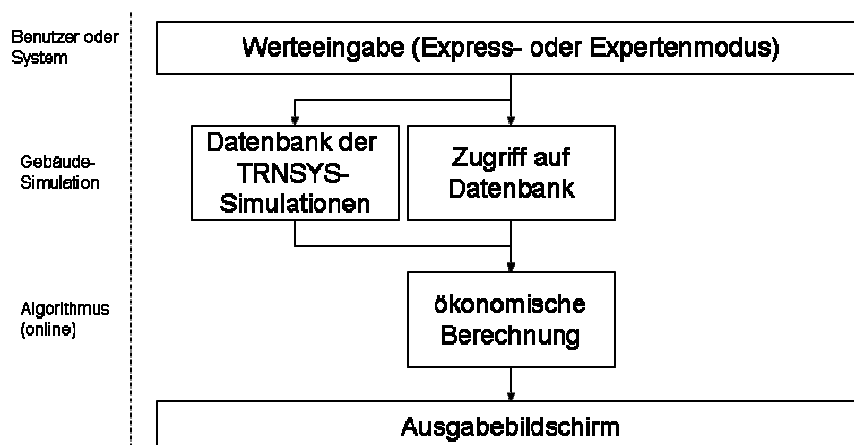 Benutzer oder
System
Werteeingabe (Express- oder Expertenmodus)
Gebäude-
Simulation
Datenbank der
TRNSYS-
Simulationen
Zugriff auf
Datenbank
Algorithmus
(online)
ökonomische
Berechnung
Ausgabebildschirm